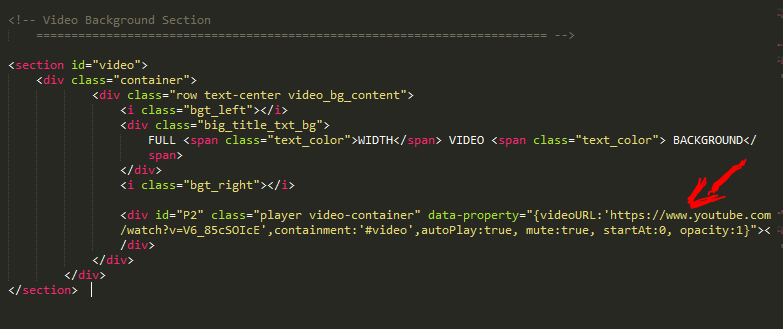 <!-- Video Background Section
========================================================================= -->
<section id="video">
<div class="container">
<div class="row text-center video_bg_content">
<i class="bgt_left"></i>
<div class="big_title_txt_bg">
FULL <span class="text_color">WIDTH</span> VIDEO <span class="text_color"> BACKGROUND</
span>
</div>
<i class="bgt_right"></i>
<div id="P2" class="player video-container" data-property="{videoURL:'https://www.youtube.com
/watch?v=V6_85cSOIcE',containment:'#video',autoPlay:true, mute:true, startAt:0, opacity:1}"><
/div>
</div>
</div>
</section>